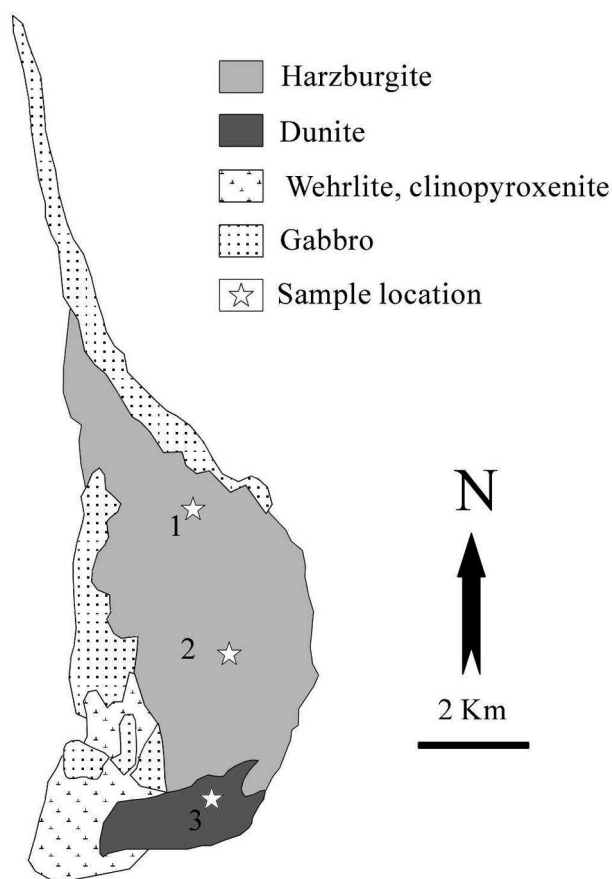 Harzburgite
Dunite
Wehrlite, clinopyroxenite
Gabbro
Sample location
N
1
2
2 Km
3